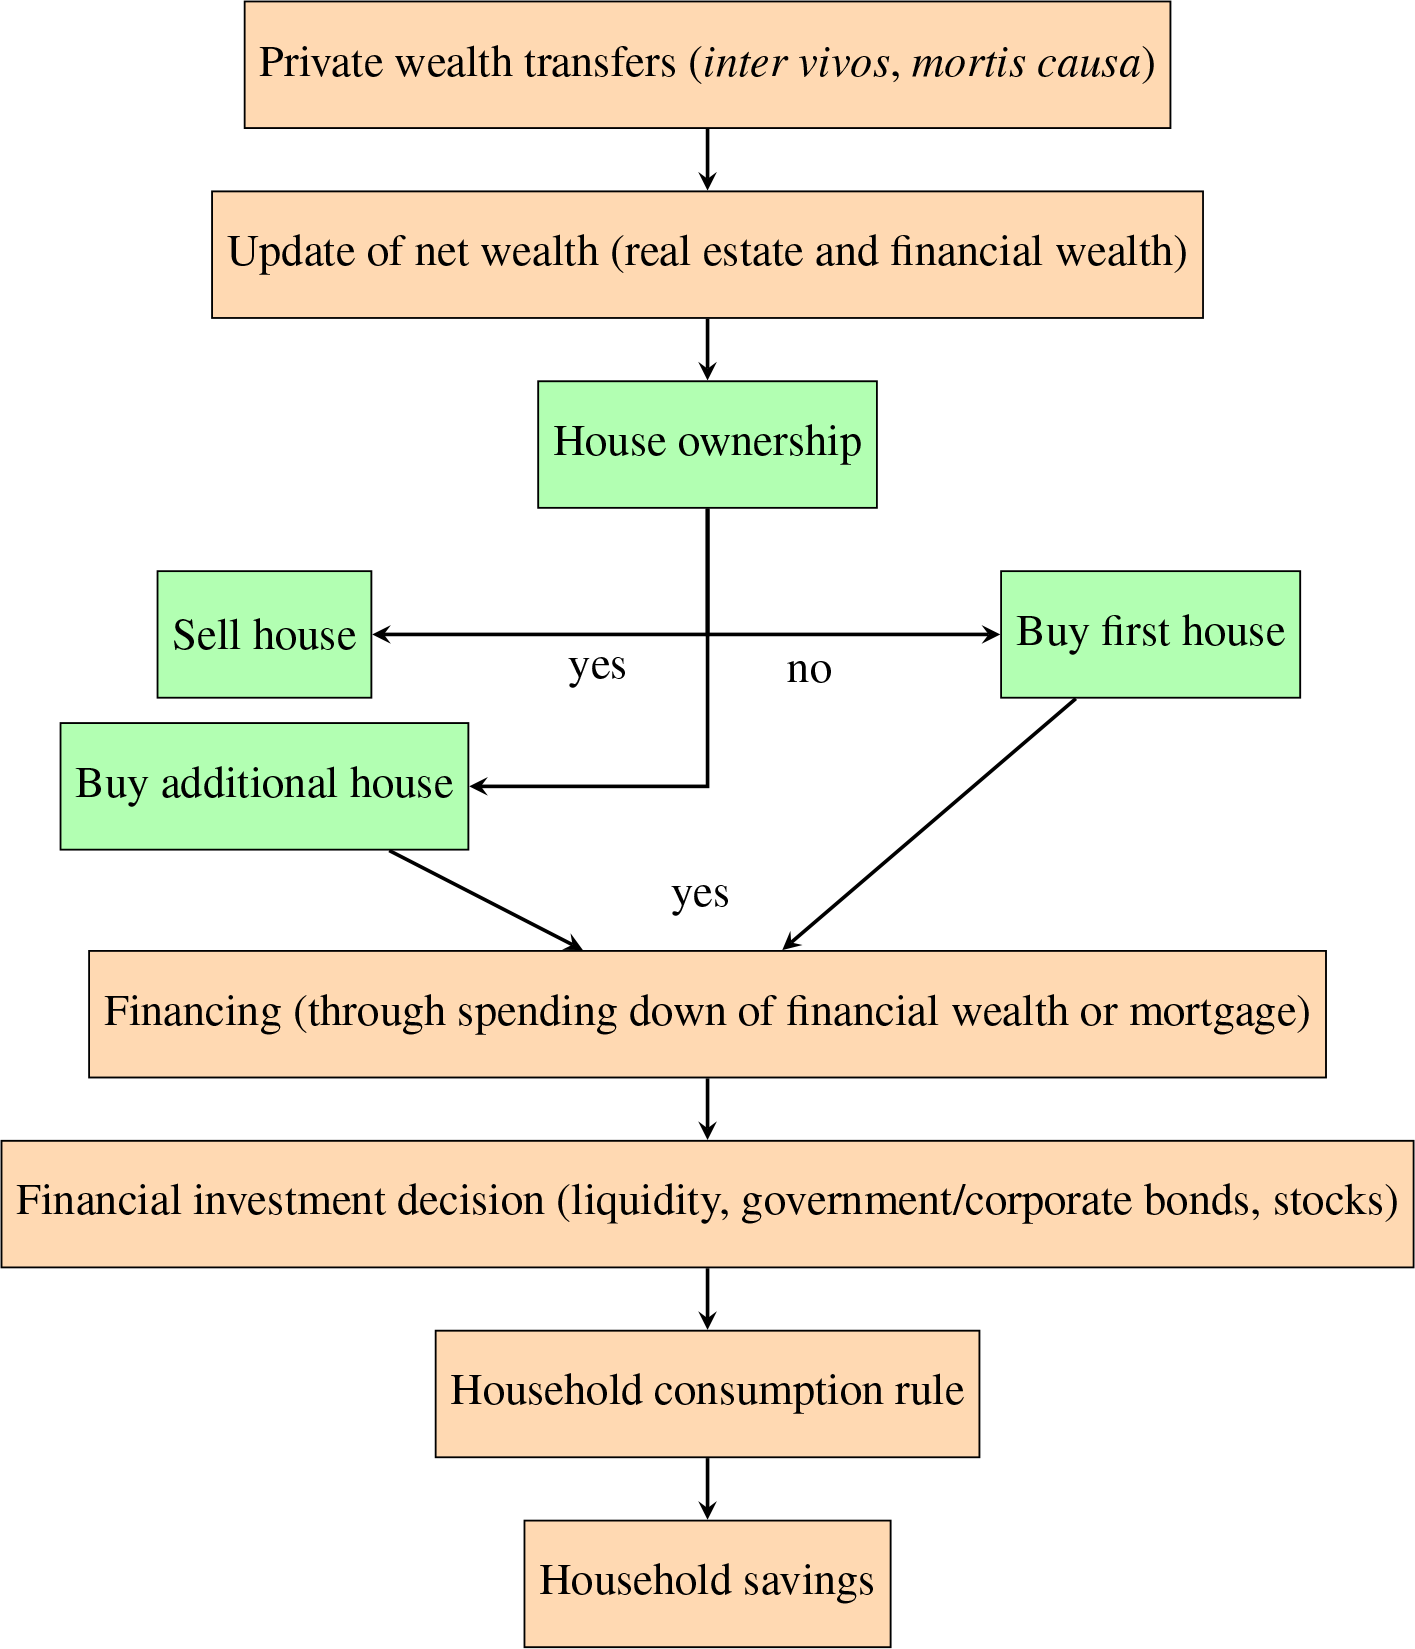 Private wealth transfers (inter vivos, mortis causa)
Update of net wealth (real estate and financial wealth)
House ownership
Sell house
Buy first house
yes
no
Buy additional house
yes
Financing (through spending down of financial wealth or mortgage)
Financial investment decision (liquidity, government/corporate bonds, stocks)
Household consumption rule
Household savings